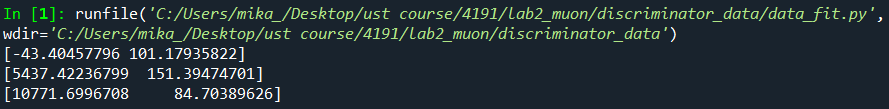 In [1]: runfile('C:/Users/mika_/Desktop/ust course/4191/lab2_muon/discriminator_data/data_fit.py',
wdir='C:/Users/mika_/Desktop/ust course/4191/lab2_muon/discriminator_data')
[-43.40457796 101.17935822]
[5437.42236799  151.39474701]
[10771.6996708     84.70389626]